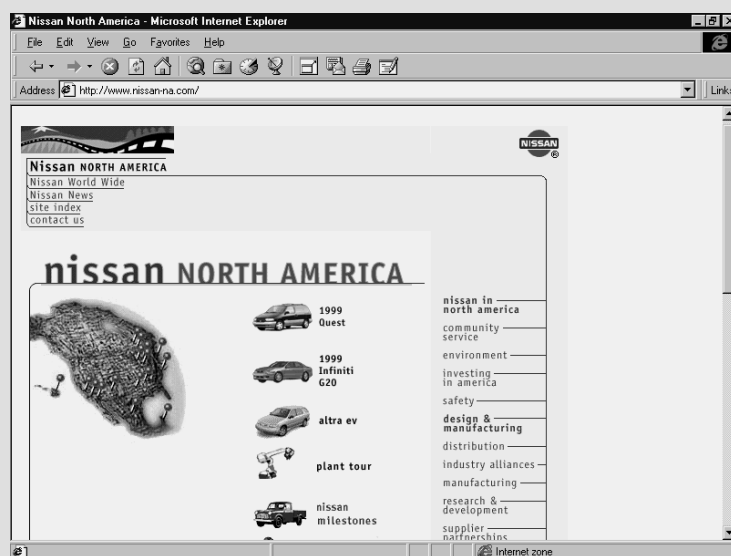 Nissan North America - Microsoft Internet Explorer
File Edit View Go Favorites Help
Address http://www.nissan-na.com/ Links
NISSAN
®
Nissan NORTH AMERICA
Nissan World Wide
Nissan News
site index
contact us
nissan NORTH AMERICA
1999
Quest
1999
Infiniti
G20
altra ev
plant tour
nissan
milestones
nissan in
north america
community
service
environment
investing
in america
safety
design &
manufacturing
distribution
industry alliances
manufacturing
research &
development
supplier
partnerships
Internet zone